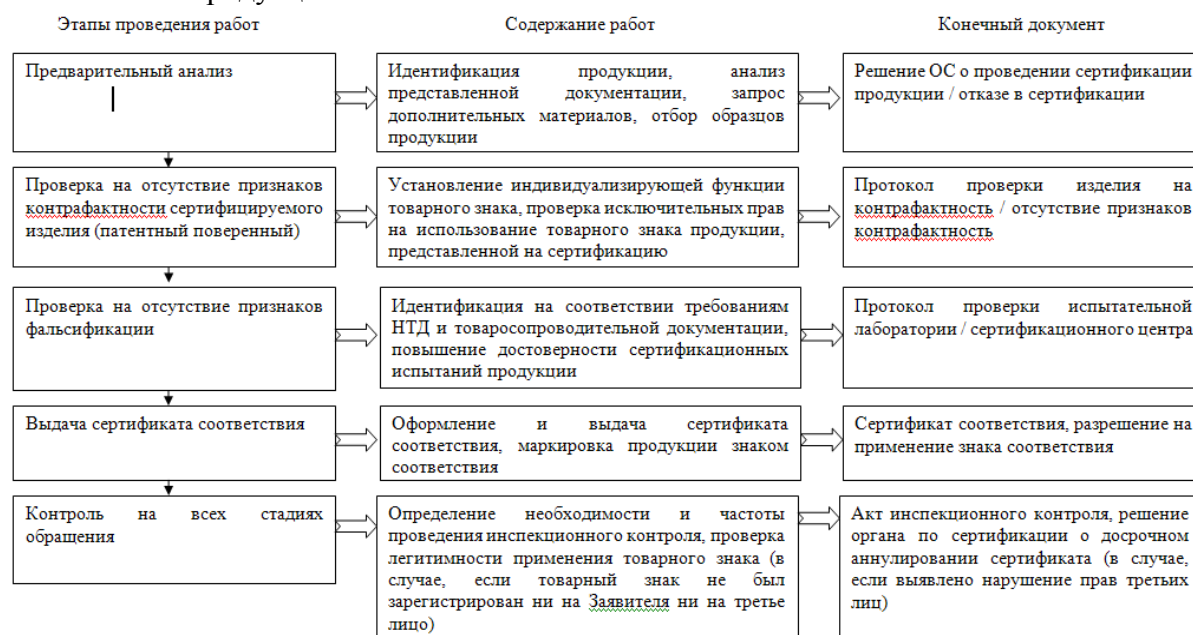 Этапы проведения работ
Содержание работ
Конечный документ
Предварительный анализ
Идентификация продукции, анализ
представленной документации, запрос
дополнительных материалов, отбор образцов
продукции
Решение ОС о проведении сертификации
продукции / отказе в сертификации
Проверка на отсутствие признаков
контрафактности сертифицируемого
изделия (патентный поверенный)
Установление индивидуализирующей функции
товарного знака, проверка исключительных прав
на использование товарного знака продукции,
представленной на сертификацию
Протокол проверки изделия на
контрафактность / отсутствие признаков
контрафактность
Проверка на отсутствие признаков
фальсификации
Идентификация на соответствии требованиям
НТД и товаросопроводительной документации,
повышение достоверности сертификационных
испытаний продукции
Протокол проверки испытательной
лаборатории / сертификационного центра
Выдача сертификата соответствия
Оформление и выдача сертификата
соответствия, маркировка продукции знаком
соответствия
Сертификат соответствия, разрешение на
применение знака соответствия
Контроль на всех стадиях
обращения
Определение необходимости и частоты
проведения инспекционного контроля, проверка
легитимности применения товарного знака (в
случае, если товарный знак не был
зарегистрирован ни на Заявителя ни на третье
лицо)
Акт инспекционного контроля, решение
органа по сертификации о досрочном
аннулировании сертификата (в случае,
если выявлено нарушение прав третьих
лиц)